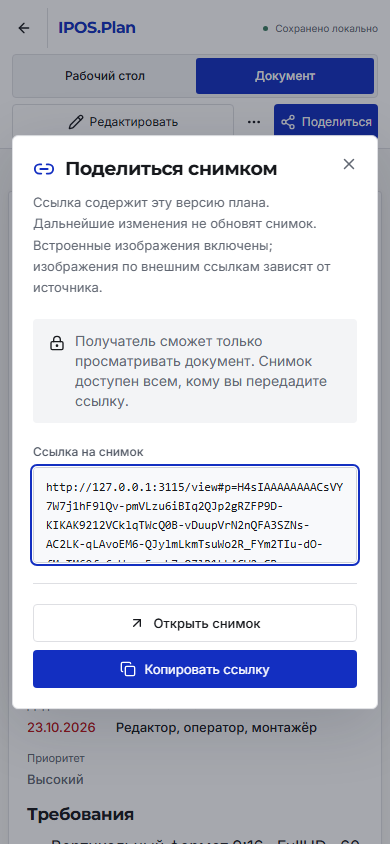 IPOS.Plan
Сохранено локально
Рабочий стол
Документ
Редактировать
Поделиться
Поделиться снимком
Ссылка содержит эту версию плана.
Дальнейшие изменения не обновят снимок.
Встроенные изображения включены;
изображения по внешним ссылкам зависят от
источника.
Получатель сможет только
просматривать документ. Снимок
доступен всем, кому вы передадите
ссылку.
Ссылка на снимок
http://127.0.0.1:3115/view#p=H4sIAAAAAAAACsVY
7W7j1hF9lQv-pmVLzu6iBIq2QJp2gRZFP9D-
KIKAK9212VCklqTWcQ0B-vDuupVrN2nQFA3SZNs-
AC2LK-qLAvoEM6-QJylmLkmTsuWo2R_FYm2TIu-dO-
Открыть снимок
Копировать ссылку
23.10.2026
Редактор, оператор, монтажёр
Приоритет
Высокий
Требования